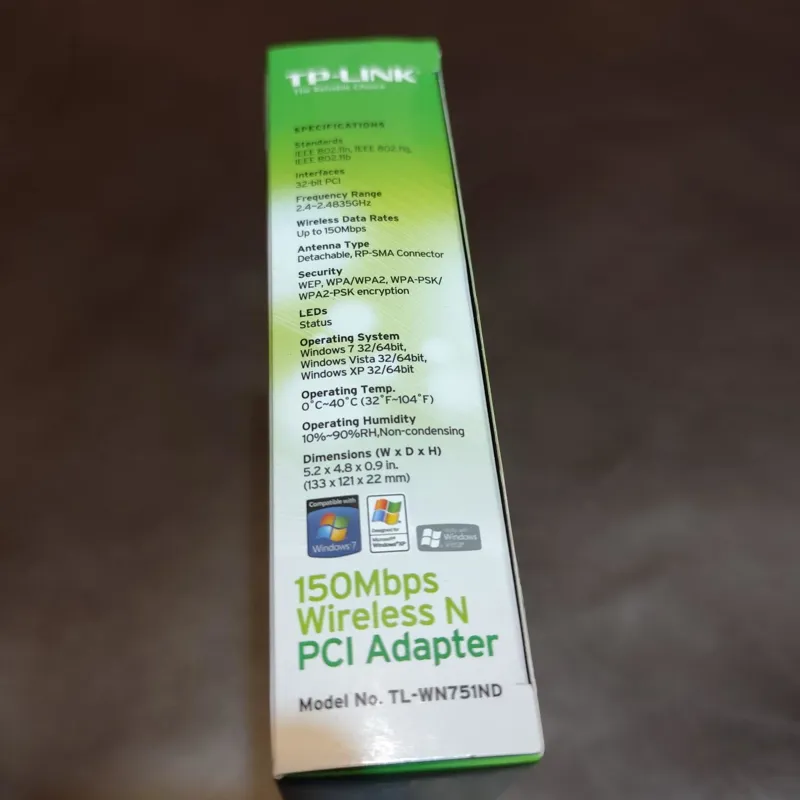 TP-LINK
The Reliable Choice
SPECIFICATIONS
Standards
IEEE 802.11n, IEEE 802.11g,
IEEE 802.11b
Interfaces
32-bit PCI
Frequency Range
2.4~2.4835GHz
Wireless Data Rates
Up to 150Mbps
Antenna Type
Detachable, RP-SMA Connector
Security
WEP, WPA/WPA2, WPA-PSK/
WPA2-PSK encryption
LEDs
Status
Operating System
Windows 7 32/64bit,
Windows Vista 32/64bit,
Windows XP 32/64bit
Operating Temp.
0°C~40°C (32°F~104°F)
Operating Humidity
10%~90%RH,Non-condensing
Dimensions (W x D x H)
5.2 x 4.8 x 0.9 in.
(133 x 121 x 22 mm)
Compatible with
Windows 7
Designed for
Microsoft
Windows XP
Windows
150Mbps
Wireless N
PCI Adapter
Model No. TL-WN751ND